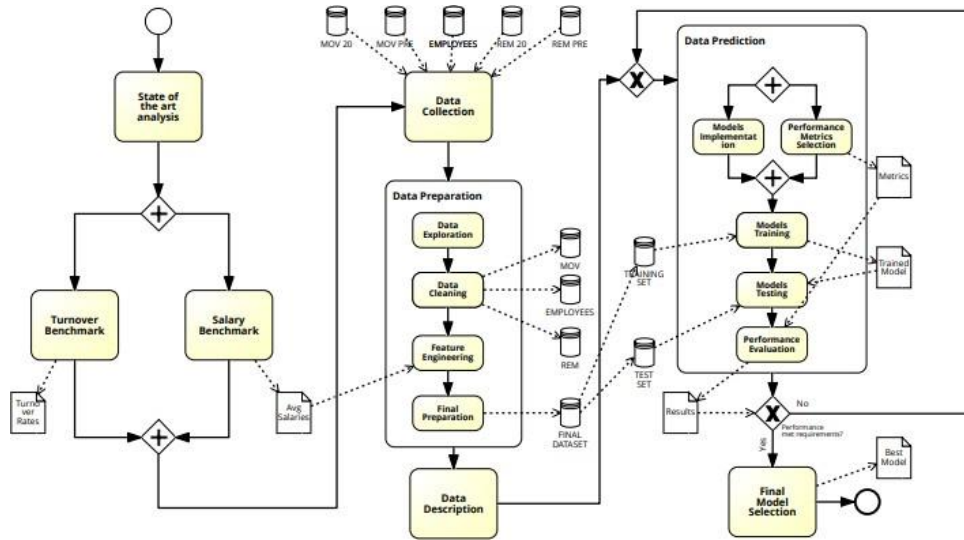 State of
the art
analysis
Turnover
Benchmark
Salary
Benchmark
Turno
ver
Rates
Avg
Salaries
MOV 20
MOV PRE
EMPLOYEES
REM 20
REM PRE
Data
Collection
Data Preparation
Data
Exploration
Data
Cleaning
Feature
Engineering
Final
Preparation
MOV
EMPLOYEES
REM
FINAL
DATASET
Data
Description
TRAINING
SET
TEST
SET
Data Prediction
Models
Implementat
ion
Performance
Metrics
Selection
Metrics
Models
Training
Trained
Model
Models
Testing
Performance
Evaluation
Results
X
X
No
Performance
met requirements?
Yes
Best
Model
Final
Model
Selection